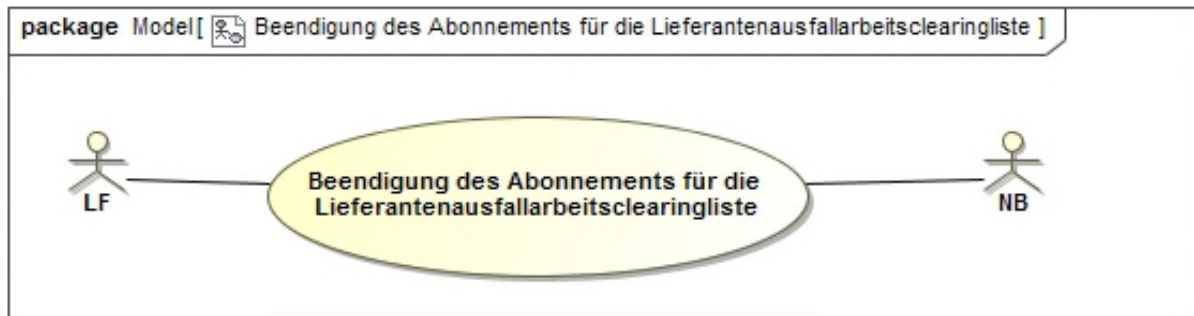 package Model[ Beendigung des Abonnements für die Lieferantenausfallarbeitsclearingliste ]
Beendigung des Abonnements für die
Lieferantenausfallarbeitsclearingliste
LF
NB